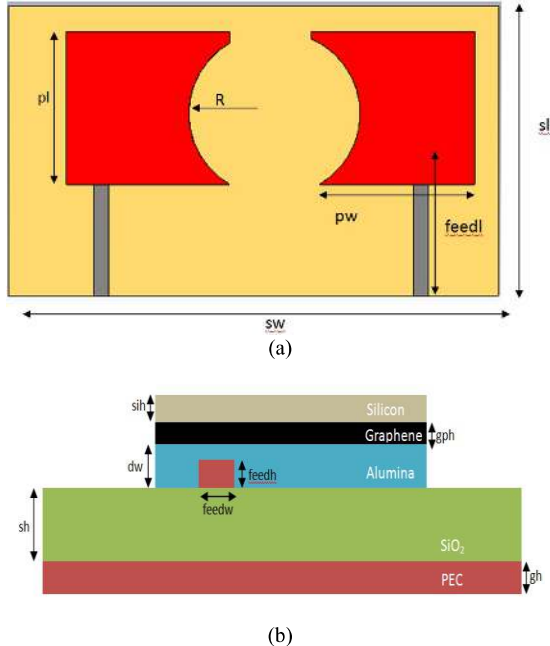 pl
R
sl
pw
feedl
sw
(a)
sih
Silicon
Graphene
gph
dw
feedh
Alumina
feedw
sh
SiO₂
PEC
gh
(b)